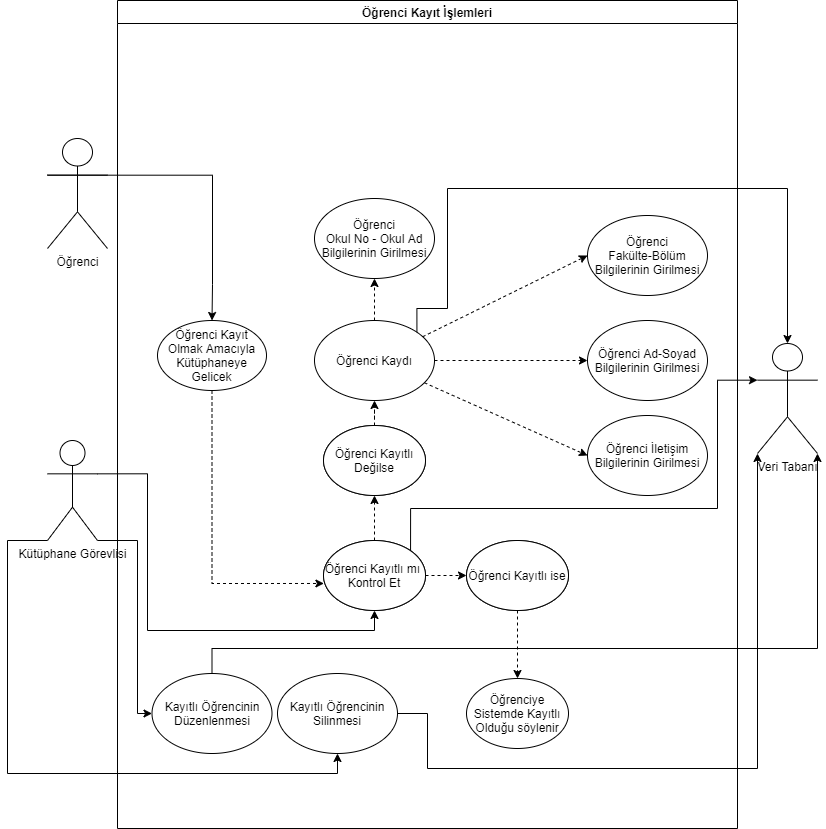 Öğrenci Kayıt İşlemleri
Öğrenci
Öğrenci
Okul No - Okul Ad
Bilgilerinin Girilmesi
Öğrenci
Fakülte-Bölüm
Bilgilerinin Girilmesi
Öğrenci Kayıt
Olmak Amacıyla
Kütüphaneye
Gelicek
Öğrenci Kaydı
Öğrenci Ad-Soyad
Bilgilerinin Girilmesi
Öğrenci Kayıtlı
Değilse
Öğrenci İletişim
Bilgilerinin Girilmesi
Veri Tabanı
Kütüphane Görevlisi
Öğrenci Kayıtlı mı
Kontrol Et
Öğrenci Kayıtlı ise
Kayıtlı Öğrencinin
Düzenlenmesi
Kayıtlı Öğrencinin
Silinmesi
Öğrenciye
Sistemde Kayıtlı
Olduğu söylenir